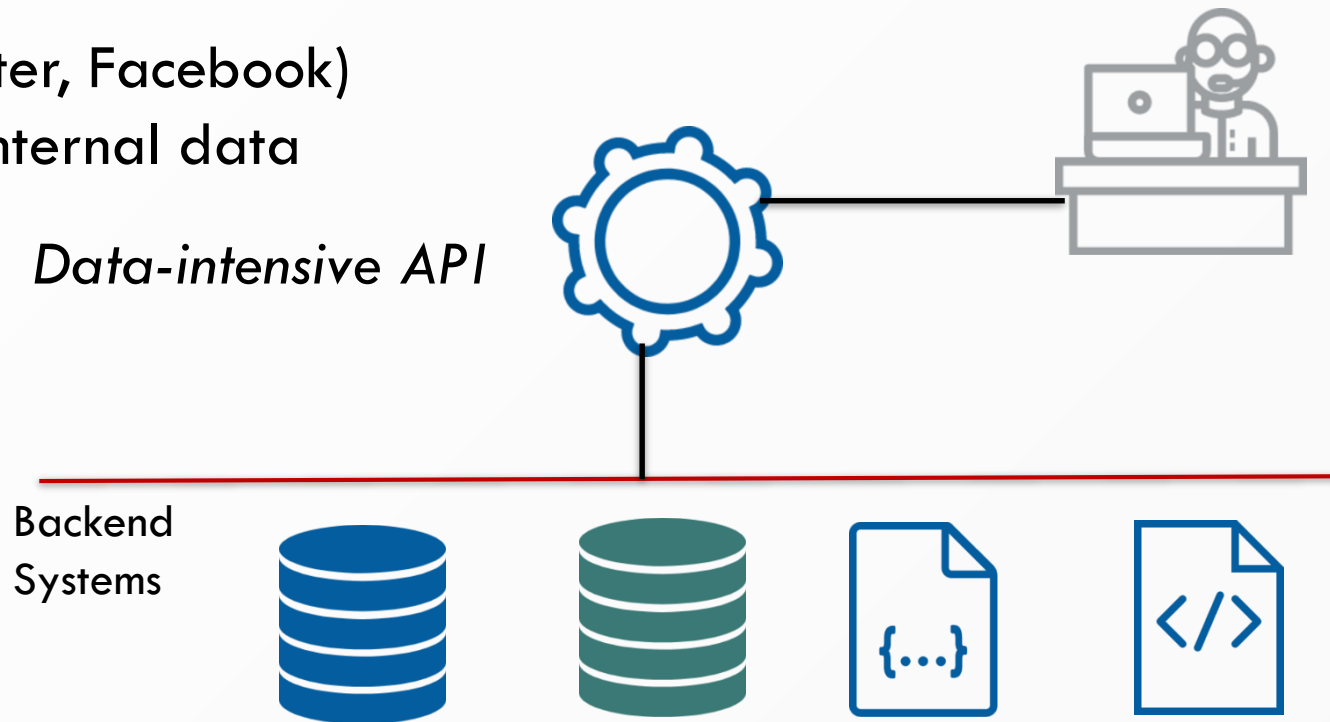 ter, Facebook)
nternal data
Data-intensive API
Backend
Systems
{...}
</>